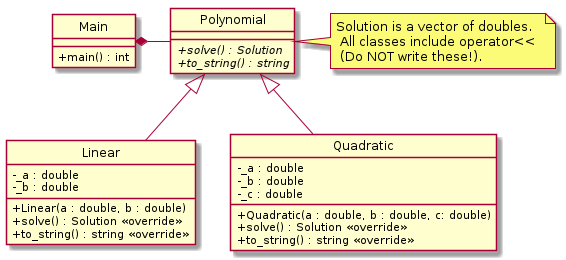 Main
+main() : int
Polynomial
+solve() : Solution
+to_string() : string
Solution is a vector of doubles.
All classes include operator<<
(Do NOT write these!).
Linear
-_a : double
-_b : double
+Linear(a : double, b : double)
+solve() : Solution «override»
+to_string() : string «override»
Quadratic
-_a : double
-_b : double
-_c : double
+Quadratic(a : double, b : double, c: double)
+solve() : Solution «override»
+to_string() : string «override»